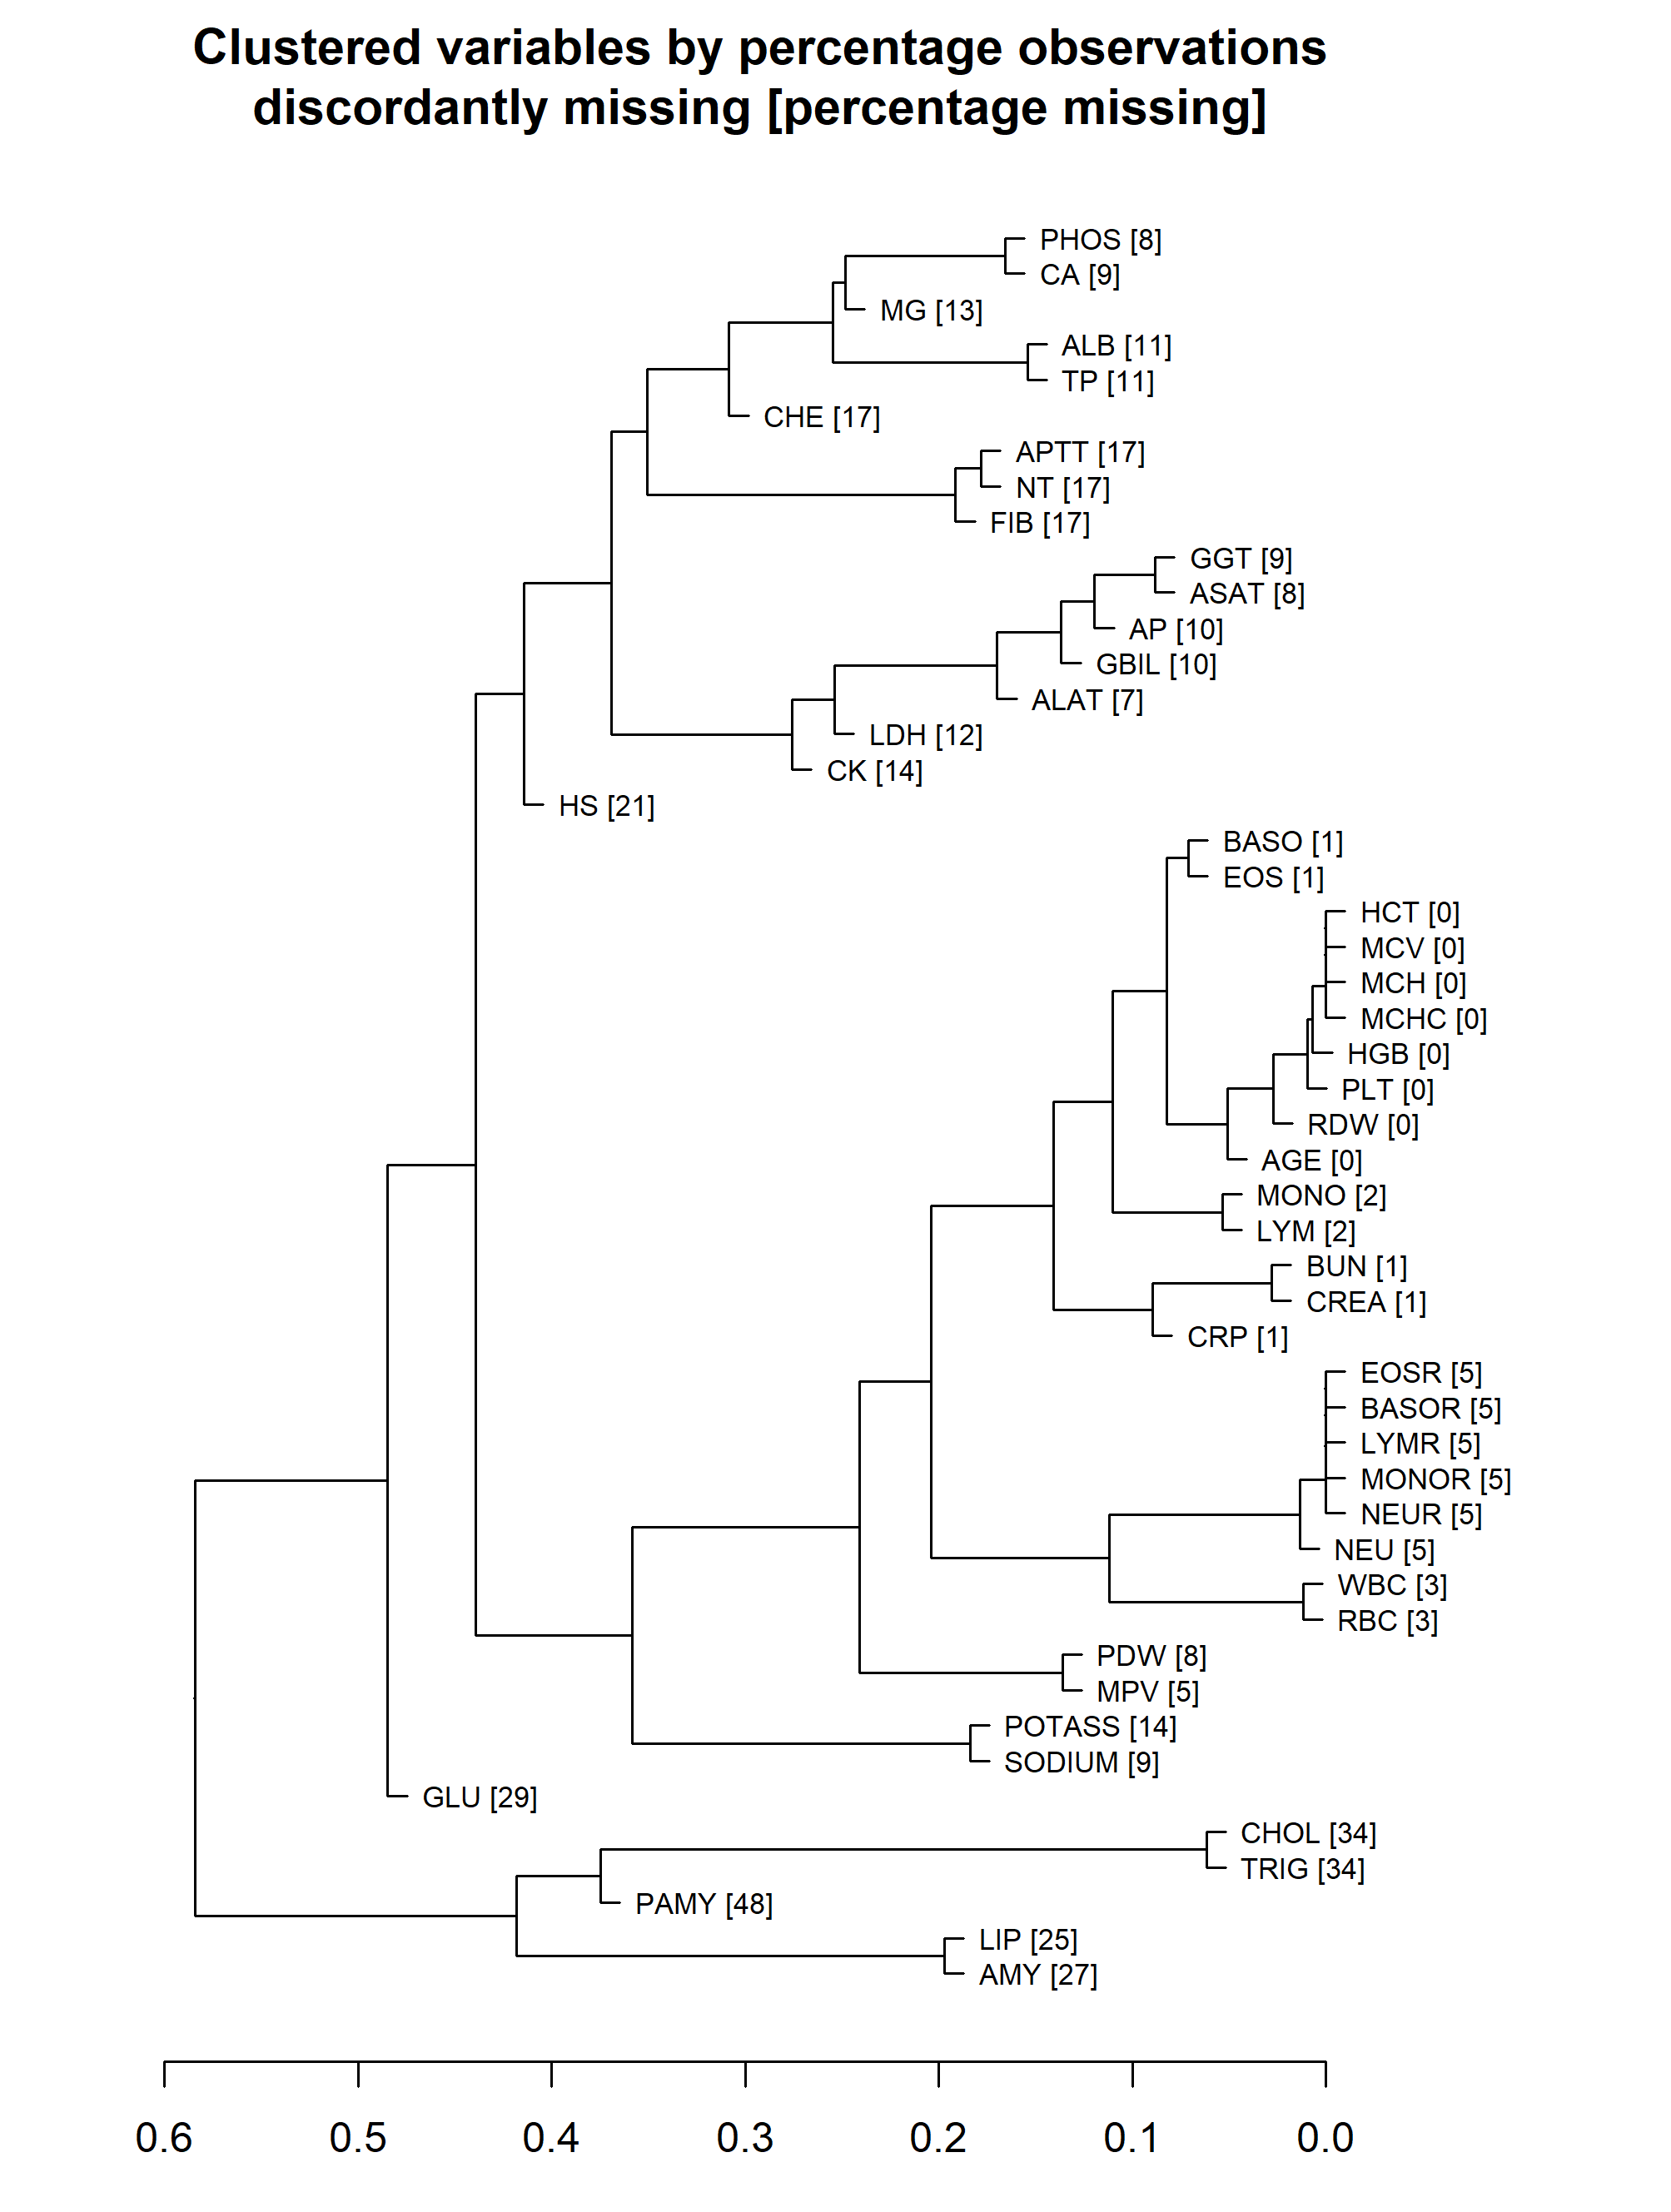 Clustered variables by percentage observations
discordantly missing [percentage missing]
PHOS [8]
CA [9]
MG [13]
ALB [11]
TP [11]
CHE [17]
APTT [17]
NT [17]
FIB [17]
GGT [9]
ASAT [8]
AP [10]
GBIL [10]
ALAT [7]
LDH [12]
CK [14]
HS [21]
BASO [1]
EOS [1]
HCT [0]
MCV [0]
MCH [0]
MCHC [0]
HGB [0]
PLT [0]
RDW [0]
AGE [0]
MONO [2]
LYM [2]
BUN [1]
CREA [1]
CRP [1]
EOSR [5]
BASOR [5]
LYMR [5]
MONOR [5]
NEUR [5]
NEU [5]
WBC [3]
RBC [3]
PDW [8]
MPV [5]
POTASS [14]
SODIUM [9]
GLU [29]
CHOL [34]
TRIG [34]
PAMY [48]
LIP [25]
AMY [27]
0.6 0.5 0.4 0.3 0.2 0.1 0.0